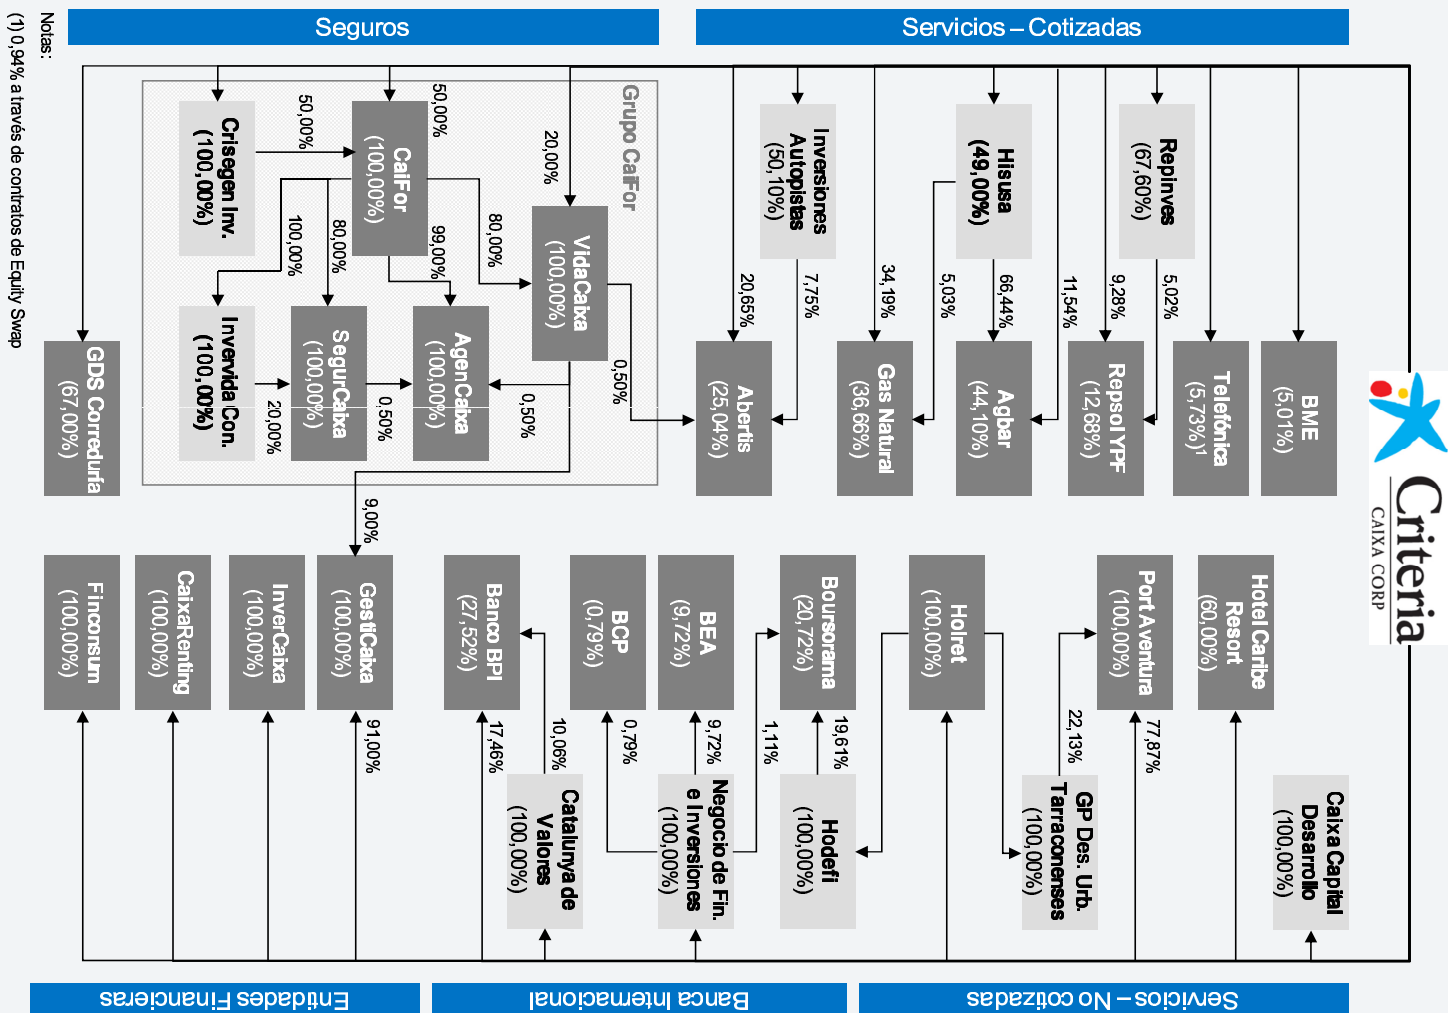 Seguros
Servicios – Cotizadas
Criteria
CAIXA CORP
BME
(5,01%)
Telefónica
(5,73%)¹
Repinves
(67,60%)
5,02%
9,28%
Repsol YPF
(12,68%)
11,54%
Hisusa
(49,00%)
66,44%
5,03%
Agbar
(44,10%)
34,19%
Gas Natural
(36,66%)
Inversiones
Autopistas
(50,10%)
7,75%
20,65%
Abertis
(25,04%)
0,50%
Grupo CaiFor
20,00%
VidaCaixa
(100,00%)
80,00%
50,00%
CaiFor
(100,00%)
99,00%
80,00%
100,00%
50,00%
Crisegen Inv.
(100,00%)
AgenCaixa
(100,00%)
0,50%
0,50%
SegurCaixa
(100,00%)
20,00%
Invervida Con.
(100,00%)
GDS Correduría
(67,00%)
9,00%
Hotel Caribe
Resort
(60,00%)
Port Aventura
(100,00%)
77,87%
22,13%
Holret
(100,00%)
Caixa Capital
Desarrollo
(100,00%)
GP Des. Urb.
Tarraconenses
(100,00%)
Boursorama
(20,72%)
19,61%
1,11%
Hodefi
(100,00%)
BEA
(9,72%)
9,72%
BCP
(0,79%)
0,79%
Negocio de Fin.
e Inversiones
(100,00%)
Banco BPI
(27,52%)
10,06%
17,46%
Catalunya de
Valores
(100,00%)
GestiCaixa
(100,00%)
91,00%
InverCaixa
(100,00%)
CaixaRenting
(100,00%)
Finconsum
(100,00%)
Entidades Financieras
Banca Internacional
Servicios – No cotizadas
Notas:
(1) 0,94% a través de contratos de Equity Swap